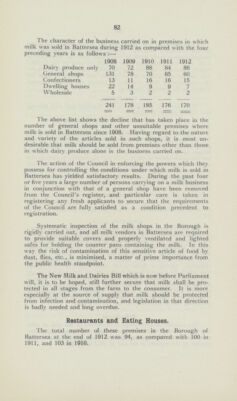 82
The character of the business carried on in premises in which
milk was sold in Battersea during 1912 as compared with the four
preceding years is as follows:—
1908 1909 1910 1911 1912
Dairy produce only 70 72 88 84 86
General shops 131 78 70 65 60
Confectioners 13 11 16 16 15
Dwelling houses 22 14 9 9 7
Wholesale 5 3 2 2 2
241 178 185 176 170
The above list shows the decline that has taken place in the
number of general shops and other unsuitable premises where
milk is sold in Battersea since 1908. Having regard to the nature
and variety of the articles sold in such shops, it is most un-
desirable that milk should be sold from premises other than those
in which dairy produce alone is the business carried on.
The action of the Council in enforcing the powers which they
possess for controlling the conditions under which milk is sold in
Battersea has yielded satisfactory results. During the past four
or five years a large number of persons carrying on a milk business
in conjunction with that of a general shop have been removed
from the Council's register, and particular care is taken in
registering any fresh applicants to secure that the requirements
of the Council are fully satisfied as a condition precedent to
registration.
Systematic inspection of the milk shops in the Borough is
rigidly carried out, and all milk vendors in Battersea are required
to provide suitable covers and properly ventilated and lighted
stalls for holding the counter pans containing the milk. In this
way the risk of contamination of this sensitive article of food by
dust, flies, etc., is minimised, a matter of prime importance from
the public health standpoint.
The New Milk and Dairies Bill which is now before Parliament
will, it is to be hoped, still further secure that milk shall be pro-
tected in all stages from the farm to the consumer. It is more
especially at the source of supply that milk should be protected
from infection and contamination, and legislation in that direction
is badly needed and long overdue.
Restaurants and Eating Houses.
The total number of these premises in the Borough of
Battersea at the end of 1912 was 94, as compared with 100 in
1911, and 103 in 1910.